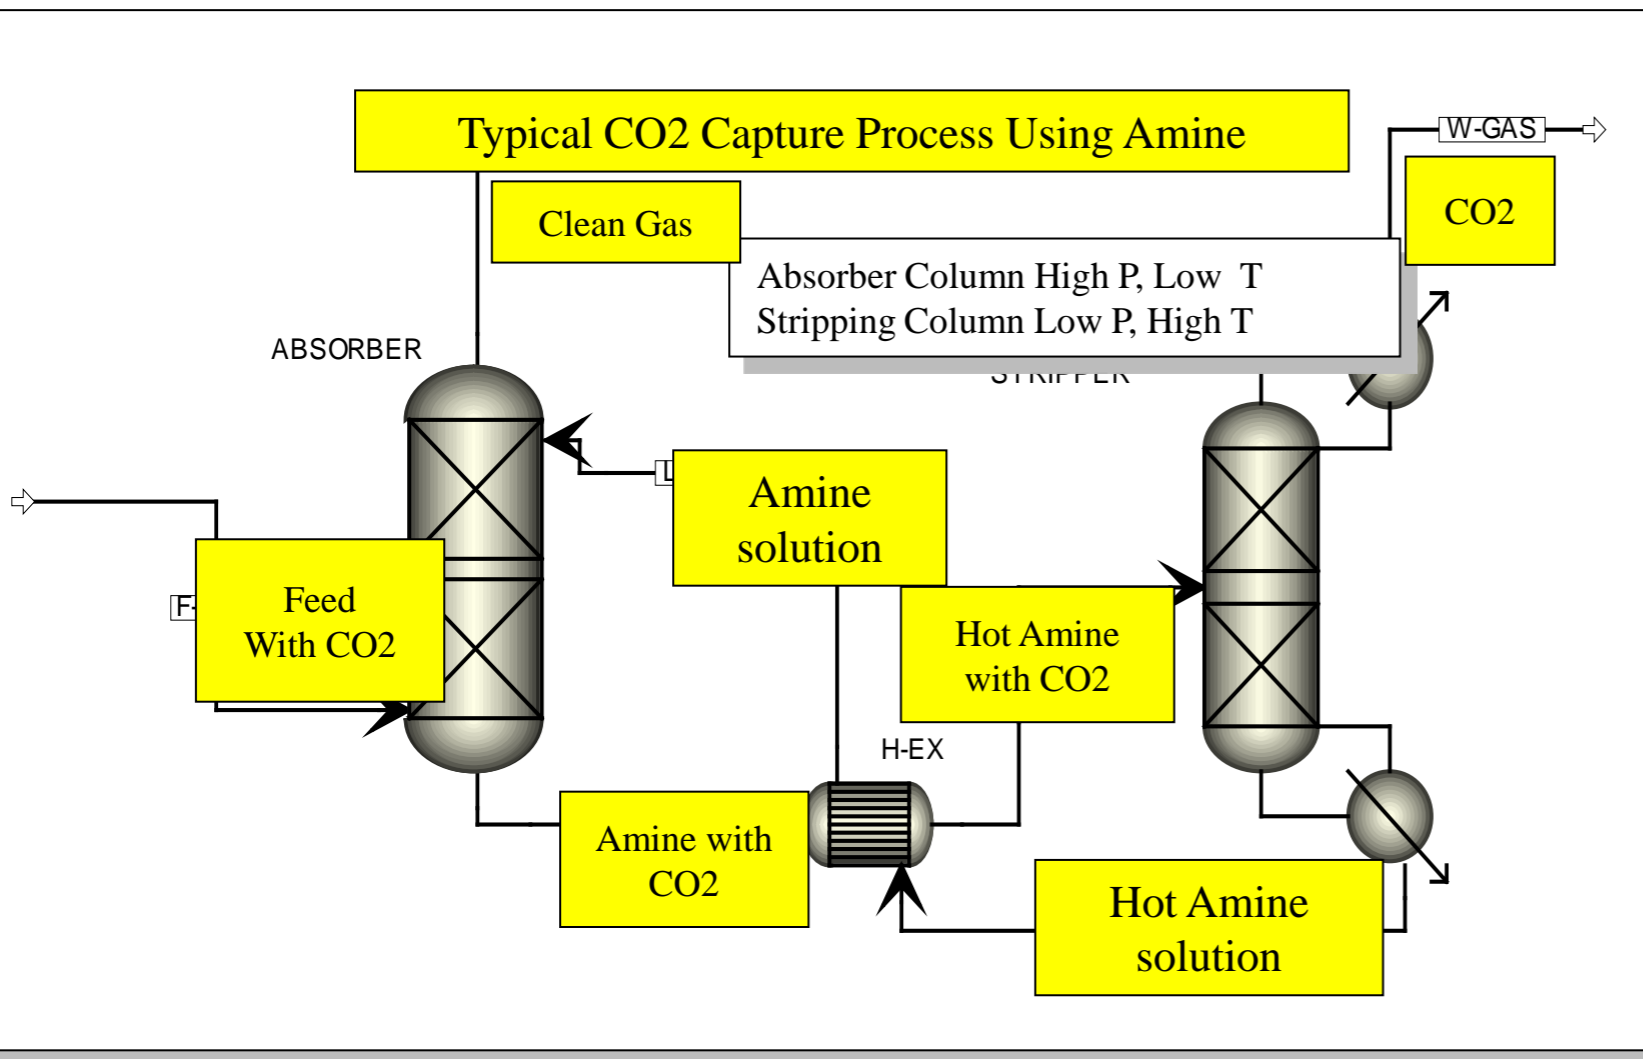 Typical CO2 Capture Process Using Amine
W-GAS
Clean Gas
CO2
Absorber Column High P, Low T
Stripping Column Low P, High T
ABSORBER
STRIPPER
Amine
solution
Feed
With CO2
F-
Hot Amine
with CO2
H-EX
Amine with
CO2
Hot Amine
solution